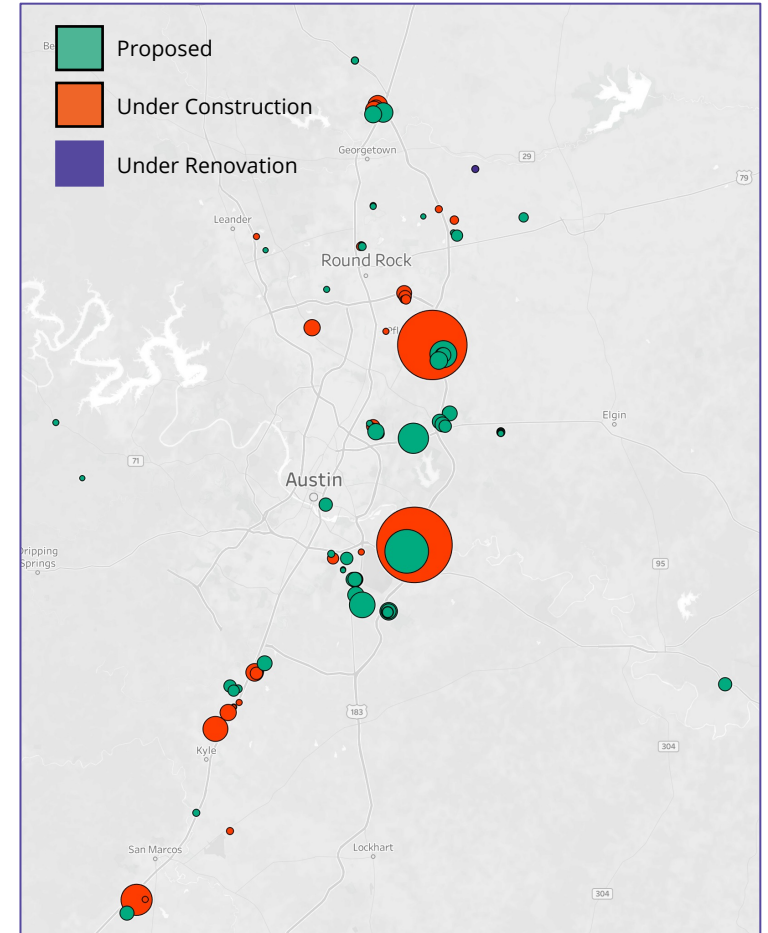 Proposed
Under Construction
Under Renovation
Georgetown
29
79
Leander
Round Rock
Elgin
71
Austin
Dripping
Springs
95
183
304
Kyle
San Marcos
Lockhart
304